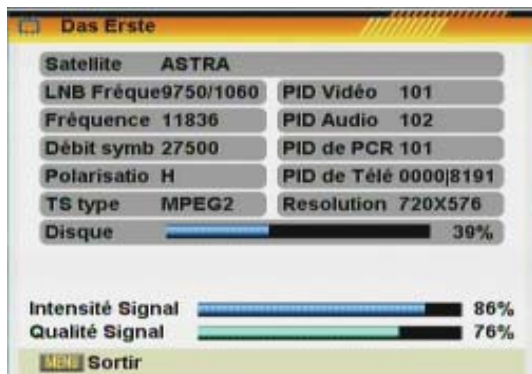 Das Erste
Satellite ASTRA
LNB Fréque9750/1060 PID Vidéo 101
Fréquence 11836 PID Audio 102
Débit symb 27500 PID de PCR 101
Polarisatio H PID de Télé 0000|8191
TS type MPEG2 Resolution 720X576
Disque 39%
Intensité Signal 86%
Qualité Signal 76%
MENU Sortir